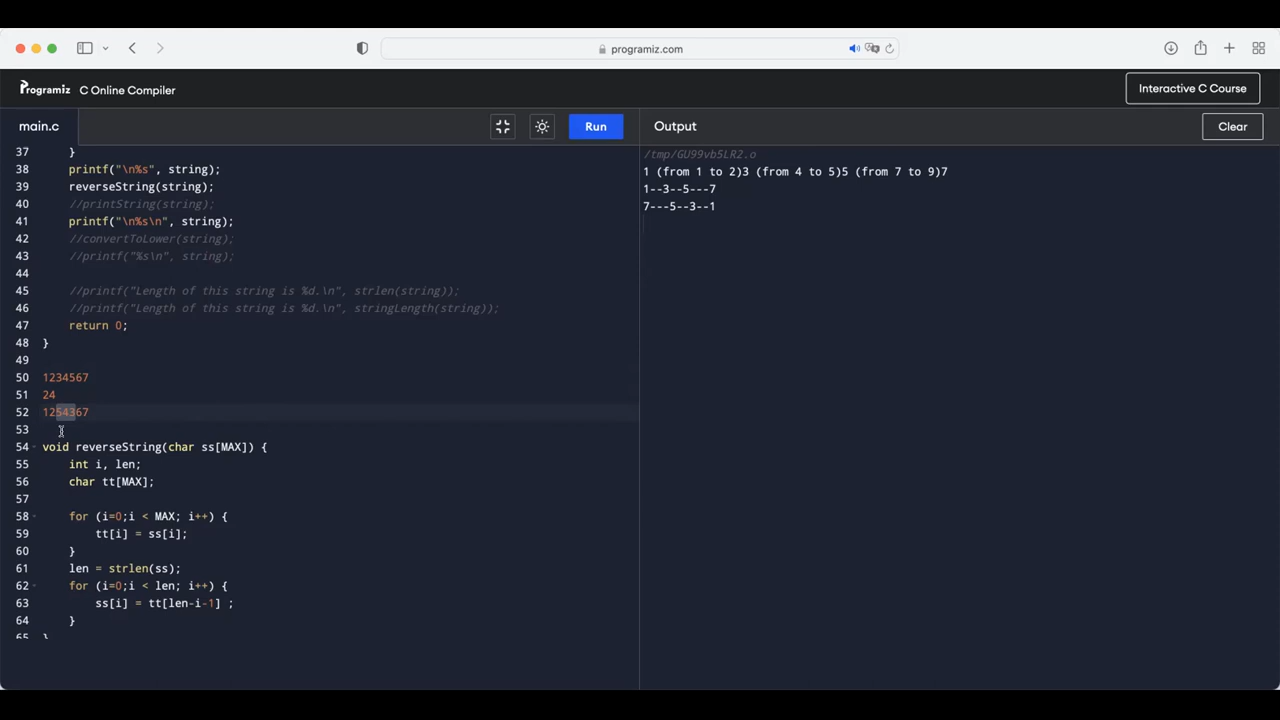 programiz.com
Programiz C Online Compiler
Interactive C Course
main.c
Run
Output
Clear
37 }
38 printf("\n%s", string);
39 reverseString(string);
40 //printString(string);
41 printf("\n%s\n", string);
42 //convertToLower(string);
43 //printf("%s\n", string);
44
45 //printf("Length of this string is %d.\n", strlen(string));
46 //printf("Length of this string is %d.\n", stringLength(string));
47 return 0;
48 }
49
50 1234567
51 24
52 1254367
53
54 void reverseString(char ss[MAX]) {
55 int i, len;
56 char tt[MAX];
57
58 for (i=0;i < MAX; i++) {
59 tt[i] = ss[i];
60 }
61 len = strlen(ss);
62 for (i=0;i < len; i++) {
63 ss[i] = tt[len-i-1] ;
64 }
65 }
/tmp/GU99vb5LR2.o
1 (from 1 to 2)3 (from 4 to 5)5 (from 7 to 9)7
1--3--5---7
7---5--3--1